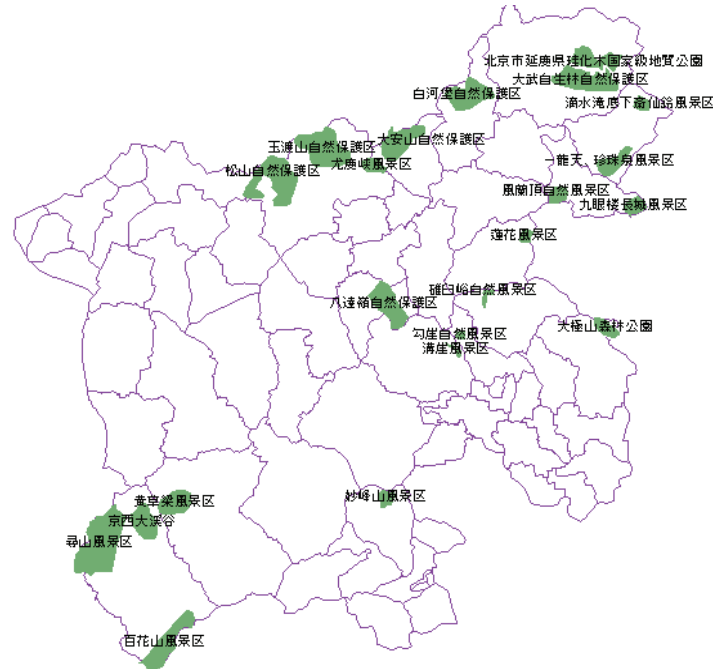 北京市延慶県硅化木国家級地質公園
大武自生林自然保護区
白河堡自然保護区
滴水滝底下斎仙鈴風景区
大安山自然保護区
玉渡山自然保護区
龍天、珍珠泉風景区
尤鹿峡風景区
松山自然保護区
風蘭頂自然風景区
九眼楼長城風景区
蓮花風景区
碓臼峪自然風景区
八達嶺自然保護区
大極山森林公園
勾崖自然風景区
溝崖風景区
黄草梁風景区
妙峰山風景区
京西大渓谷
尋山風景区
百花山風景区